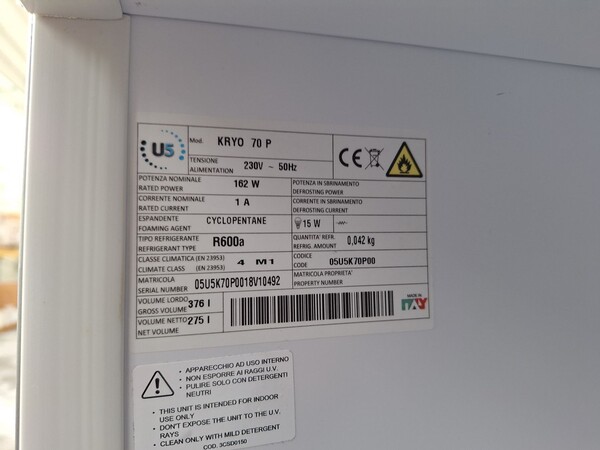 U5
Mod. KRYO 70 P
TENSIONE
ALIMENTATION 230V ~ 50Hz
CE
POTENZA NOMINALE
RATED POWER 162 W
POTENZA IN SBRINAMENTO
DEFROSTING POWER
CORRENTE NOMINALE
RATED CURRENT 1 A
CORRENTE IN SBRINAMENTO
DEFROSTING CURRENT
ESPANDENTE
FOAMING AGENT CYCLOPENTANE
15 W
TIPO REFRIGERANTE
REFRIGERANT TYPE R600a
QUANTITA' REFR.
REFRIG. AMOUNT 0,042 kg
CLASSE CLIMATICA (EN 23953)
CLIMATE CLASS (EN 23953) 4 M1
CODICE
CODE 05U5K70P00
MATRICOLA
SERIAL NUMBER 05U5K70P0018V10492
MATRICOLA PROPRIETA'
PROPERTY NUMBER
VOLUME LORDO
GROSS VOLUME 376 l
VOLUME NETTO
NET VOLUME 275 l
MADE IN
ITALY
• APPARECCHIO AD USO INTERNO
• NON ESPORRE AI RAGGI U.V.
• PULIRE SOLO CON DETERGENTI
NEUTRI
• THIS UNIT IS INTENDED FOR INDOOR
USE ONLY
• DON'T EXPOSE THE UNIT TO THE U.V.
RAYS
• CLEAN ONLY WITH MILD DETERGENT
COD. 3CSD0150